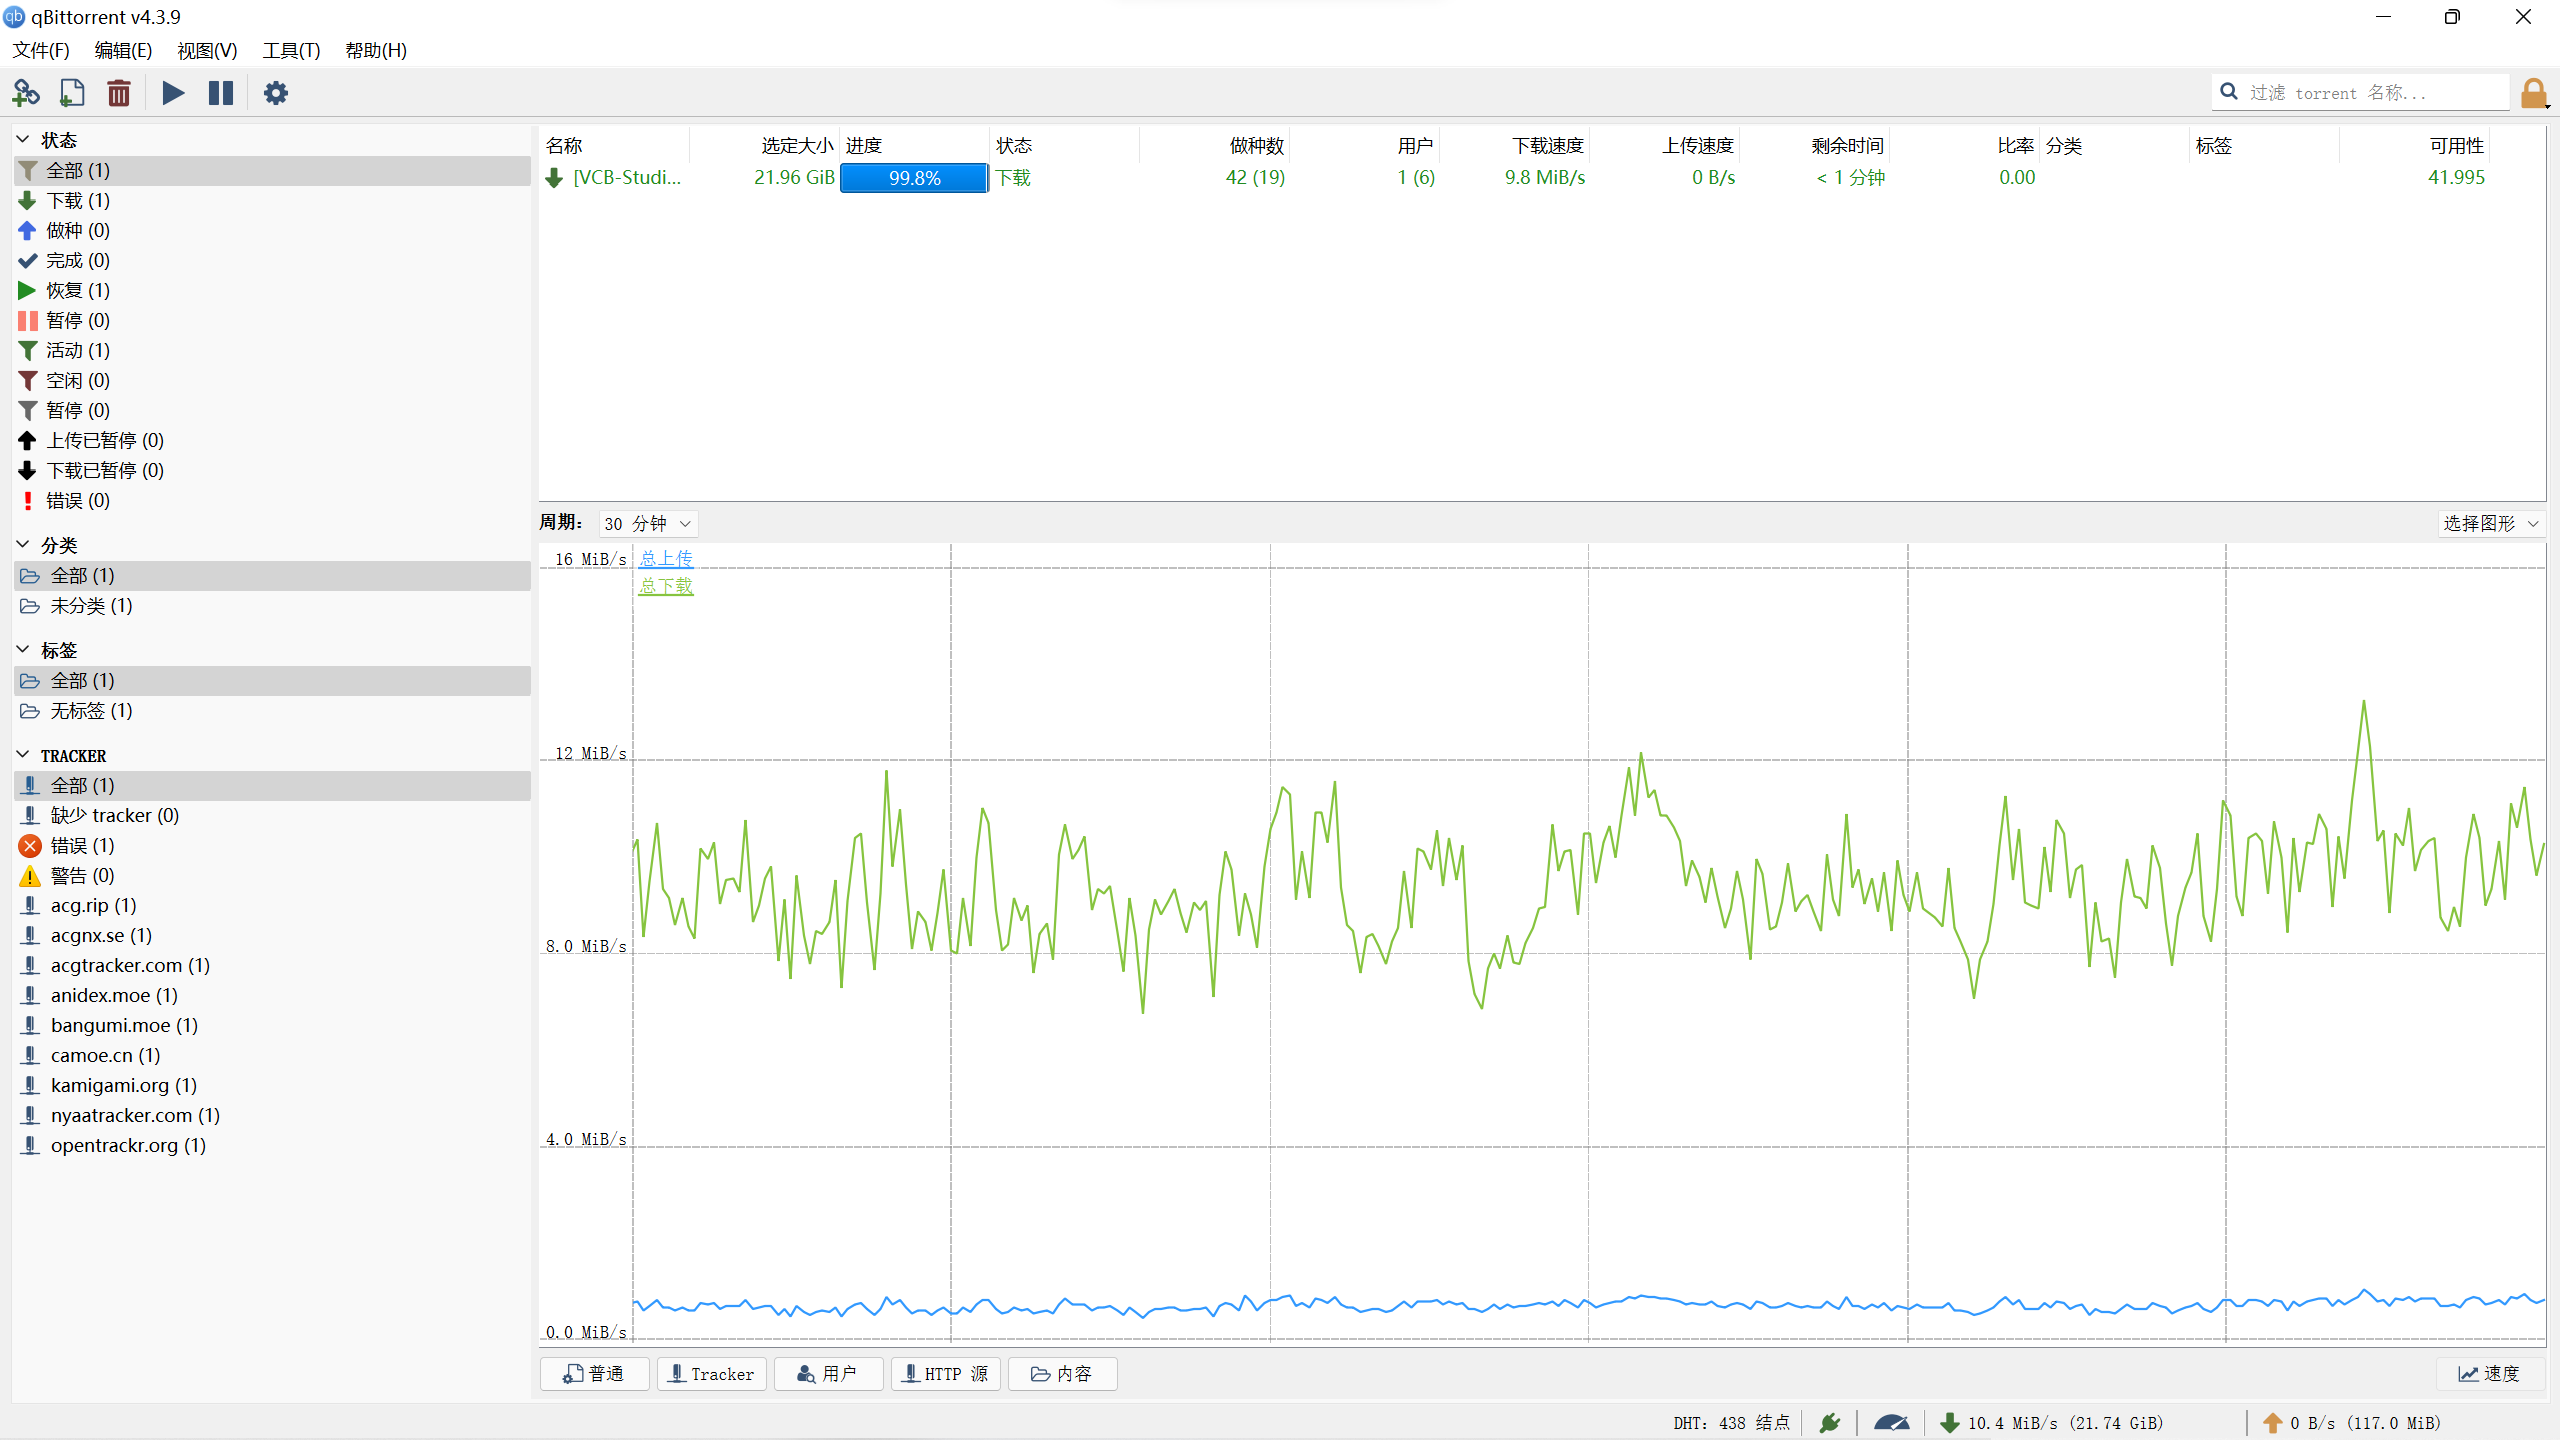 qBittorrent v4.3.9
文件(F) 编辑(E) 视图(V) 工具(T) 帮助(H)
过滤 torrent 名称...
状态
全部 (1)
下载 (1)
做种 (0)
完成 (0)
恢复 (1)
暂停 (0)
活动 (1)
空闲 (0)
暂停 (0)
上传已暂停 (0)
下载已暂停 (0)
错误 (0)
分类
全部 (1)
未分类 (1)
标签
全部 (1)
无标签 (1)
TRACKER
全部 (1)
缺少 tracker (0)
错误 (1)
警告 (0)
acg.rip (1)
acgnx.se (1)
acgtracker.com (1)
anidex.moe (1)
bangumi.moe (1)
camoe.cn (1)
kamigami.org (1)
nyaatracker.com (1)
opentrackr.org (1)
名称 选定大小 进度 状态 做种数 用户 下载速度 上传速度 剩余时间 比率 分类 标签 可用性
[VCB-Studi... 21.96 GiB 99.8% 下载 42 (19) 1 (6) 9.8 MiB/s 0 B/s < 1 分钟 0.00 41.995
周期： 30 分钟 选择图形
16 MiB/s 总上传
总下载
12 MiB/s
8.0 MiB/s
4.0 MiB/s
0.0 MiB/s
普通 Tracker 用户 HTTP 源 内容 速度
DHT: 438 结点 10.4 MiB/s (21.74 GiB) 0 B/s (117.0 MiB)